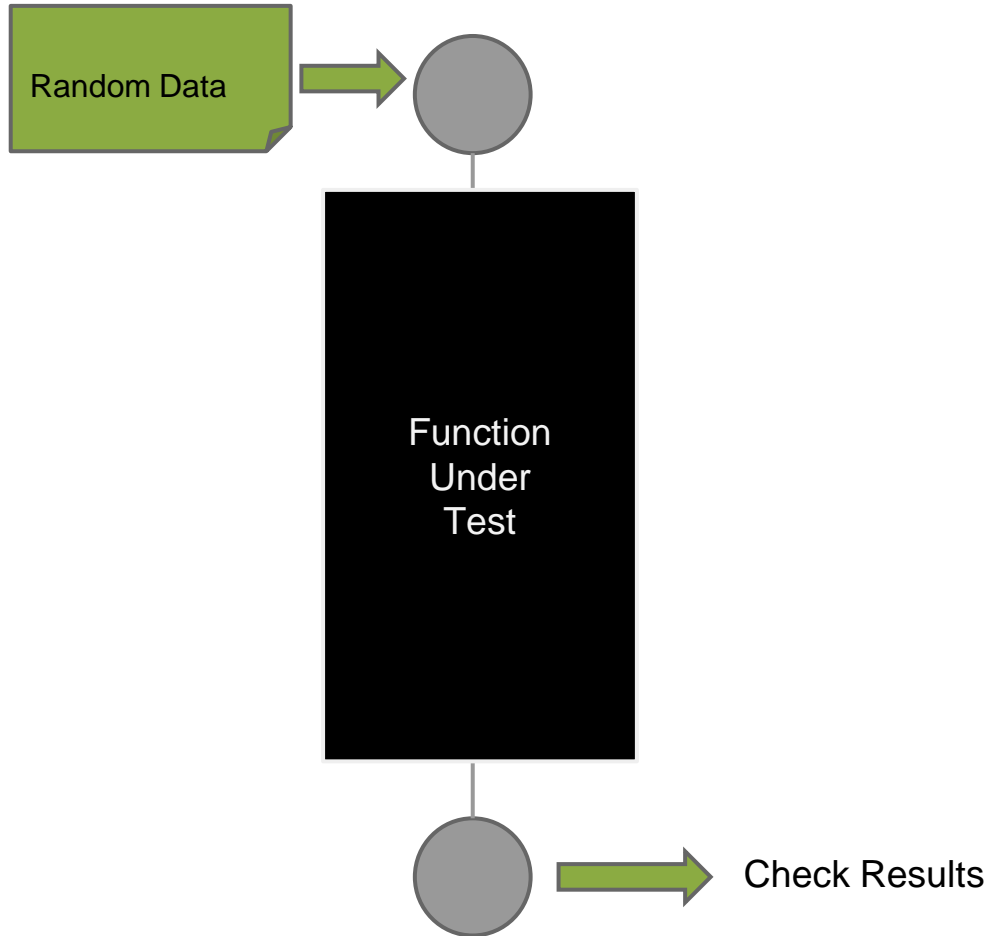 Random Data
Function
Under
Test
Check Results